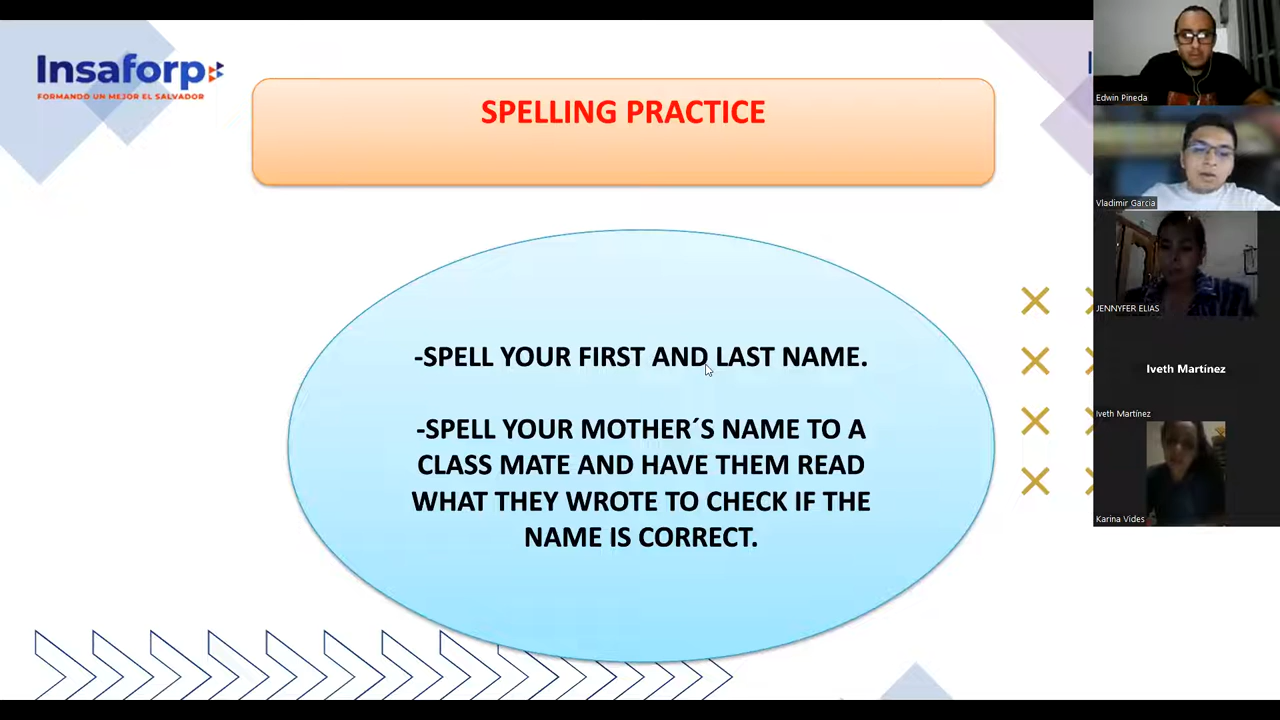 Insaforp
FORMANDO UN MEJOR EL SALVADOR
SPELLING PRACTICE
-SPELL YOUR FIRST AND LAST NAME.
-SPELL YOUR MOTHER´S NAME TO A
CLASS MATE AND HAVE THEM READ
WHAT THEY WROTE TO CHECK IF THE
NAME IS CORRECT.
Edwin Pineda
Vladimir Garcia
JENNYFER ELIAS
Iveth Martínez
Iveth Martínez
Karina Vides